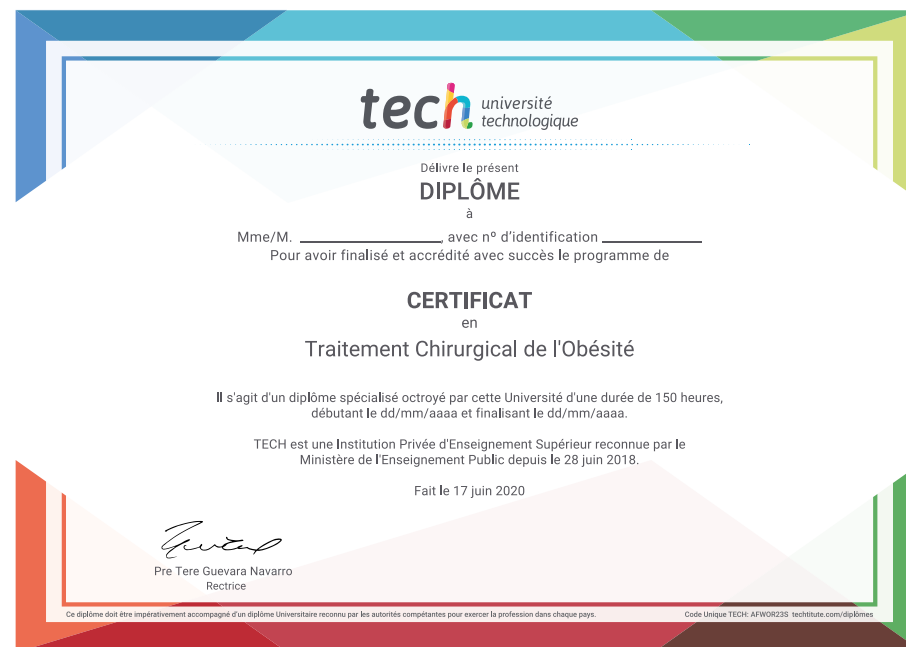 tech université
technologique
Délivre le présent
DIPLÔME
à
Mme/M. ____________________, avec nº d'identification ______________
Pour avoir finalisé et accrédité avec succès le programme de
CERTIFICAT
en
Traitement Chirurgical de l'Obésité
Il s'agit d'un diplôme spécialisé octroyé par cette Université d'une durée de 150 heures,
débutant le dd/mm/aaaa et finalisant le dd/mm/aaaa.
TECH est une Institution Privée d'Enseignement Supérieur reconnue par le
Ministère de l'Enseignement Public depuis le 28 juin 2018.
Fait le 17 juin 2020
Pre Tere Guevara Navarro
Rectrice
Ce diplôme doit être impérativement accompagné d'un diplôme Universitaire reconnu par les autorités compétantes pour exercer la profession dans chaque pays.
Code Unique TECH: AFWOR23S techtitute.com/diplômes